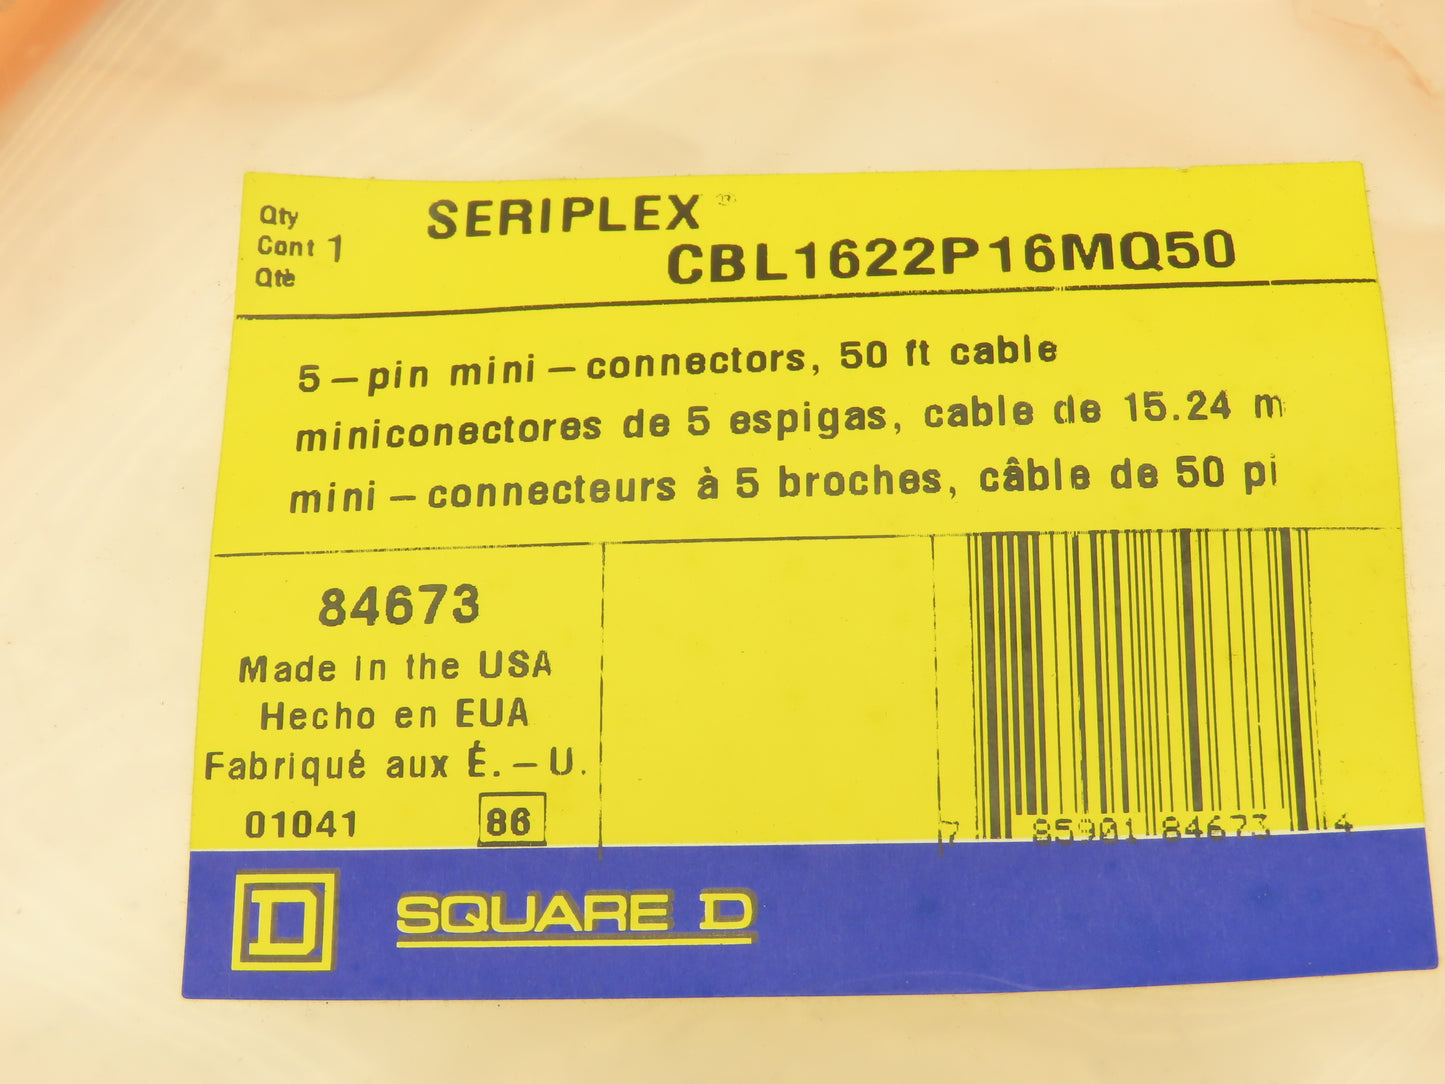 Qty
Cont 1
Qtè
SERIPLEX
CBL1622P16MQ50
5-pin mini-connectors, 50 ft cable
miniconectores de 5 espigas, cable de 15.24 m
mini-connecteurs à 5 broches, câble de 50 pi
84673
Made in the USA
Hecho en EUA
Fabriqué aux É.-U.
01041 86
7 85901 84673 4
D SQUARE D